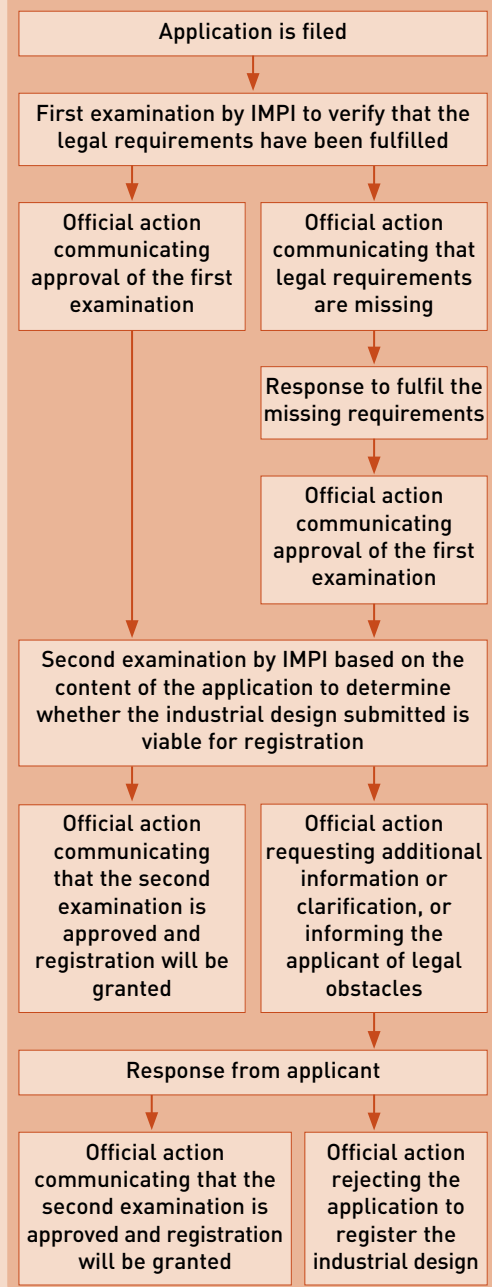 Application is filed
First examination by IMPI to verify that the
legal requirements have been fulfilled
Official action
communicating
approval of the first
examination
Official action
communicating that
legal requirements
are missing
Response to fulfil the
missing requirements
Official action
communicating
approval of the first
examination
Second examination by IMPI based on the
content of the application to determine
whether the industrial design submitted is
viable for registration
Official action
communicating
that the second
examination is
approved and
registration will be
granted
Official action
requesting additional
information or
clarification, or
informing the
applicant of legal
obstacles
Response from applicant
Official action
communicating that the
second examination is
approved and registration
will be granted
Official action
rejecting the
application to
register the
industrial design